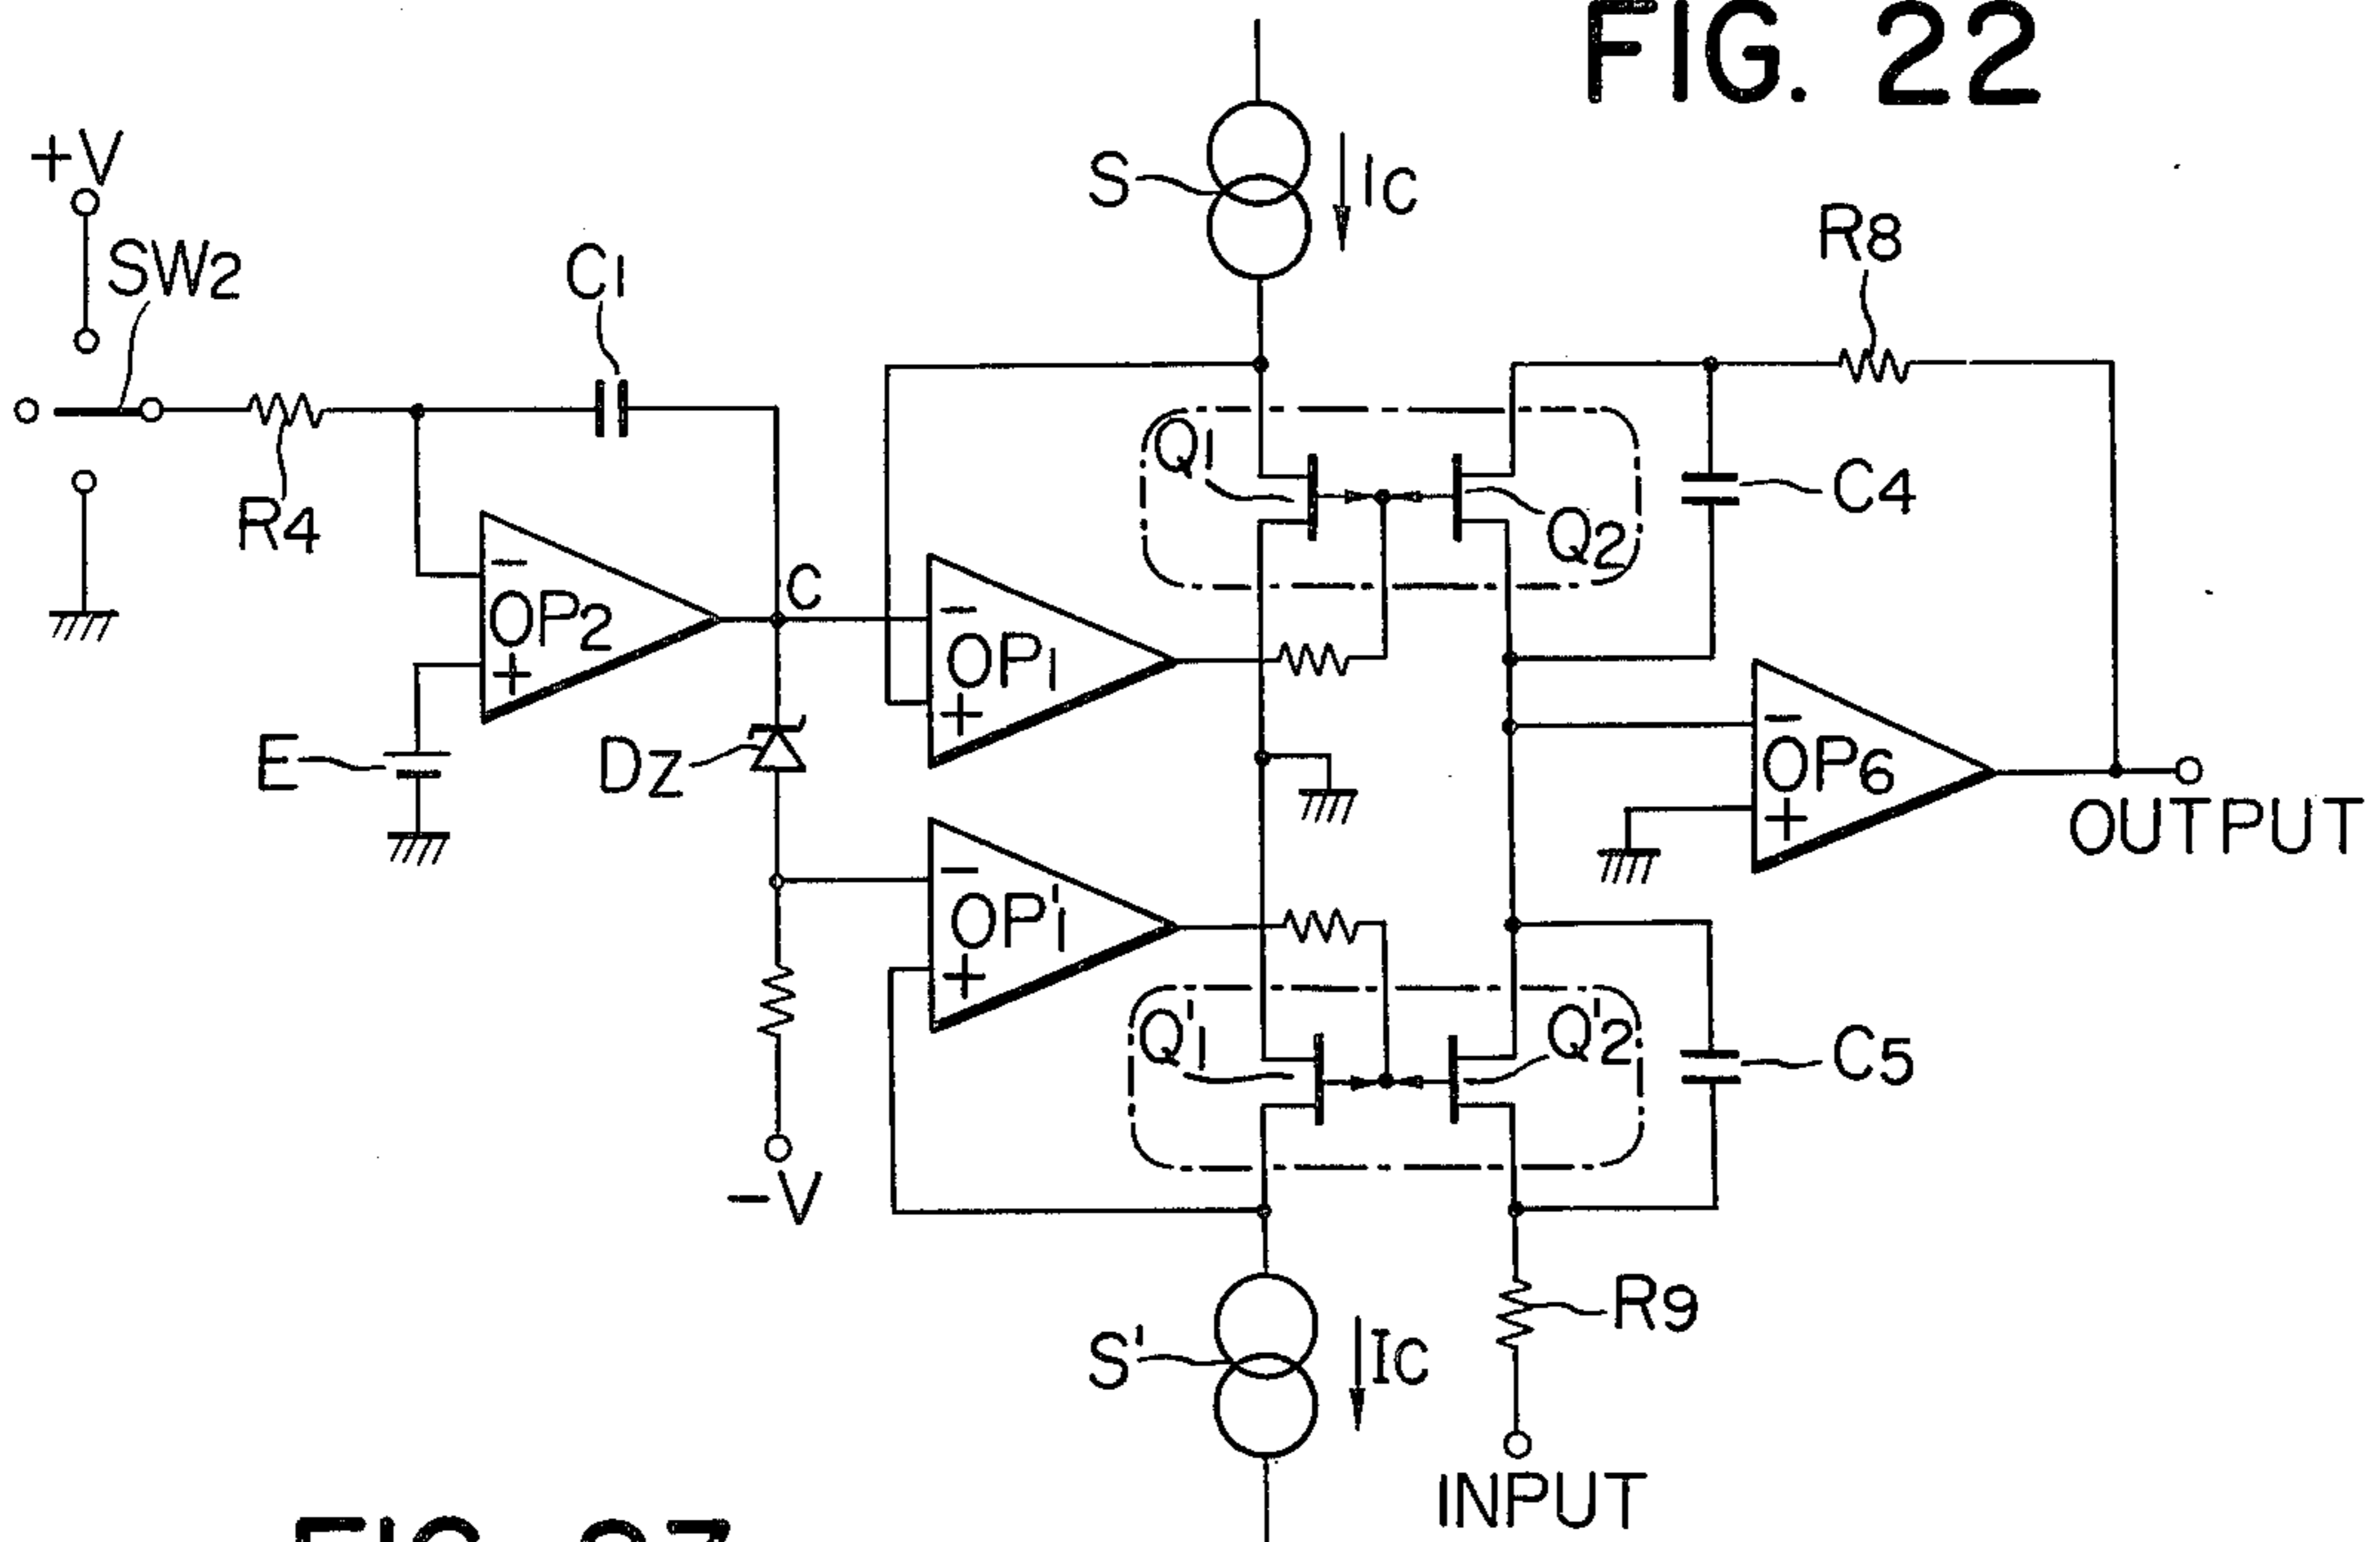 FIG. 22
+V
SW2
C1
S
IC
R8
R4
Q1
Q2
C4
C
−
OP2
+
−
OP1
+
E
DZ
−
OP6
+
OUTPUT
−
OP'1
+
Q'1
Q'2
C5
−V
S'
IC
R9
INPUT